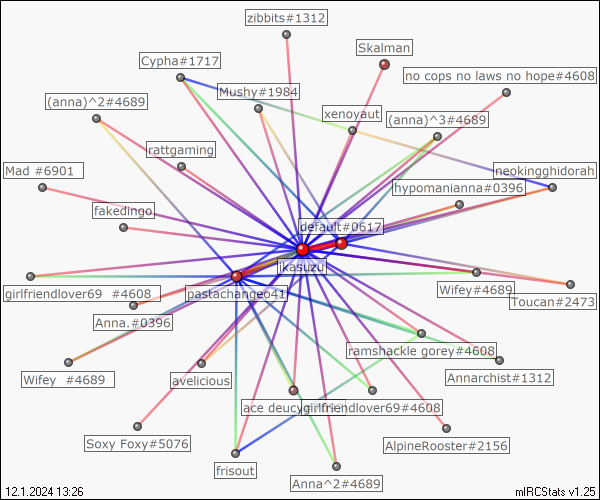 zibbits#1312
Skalman
Cypha#1717
no cops no laws no hope#4608
Mushy#1984
(anna)^2#4689
xenoyaut
(anna)^3#4689
rattgaming
Mad #6901
neokingghidorah
hypomanianna#0396
fakedingo
default#0617
ikasuzu
girlfriendlover69 #4608
pastachangeo41
Wifey#4689
Toucan#2473
Anna.#0396
ramshackle gorey#4608
Wifey #4689
avelicious
Annarchist#1312
ace deucy
girlfriendlover69#4608
Soxy Foxy#5076
AlpineRooster#2156
frisout
Anna^2#4689
12.1.2024 13:26
mIRCStats v1.25